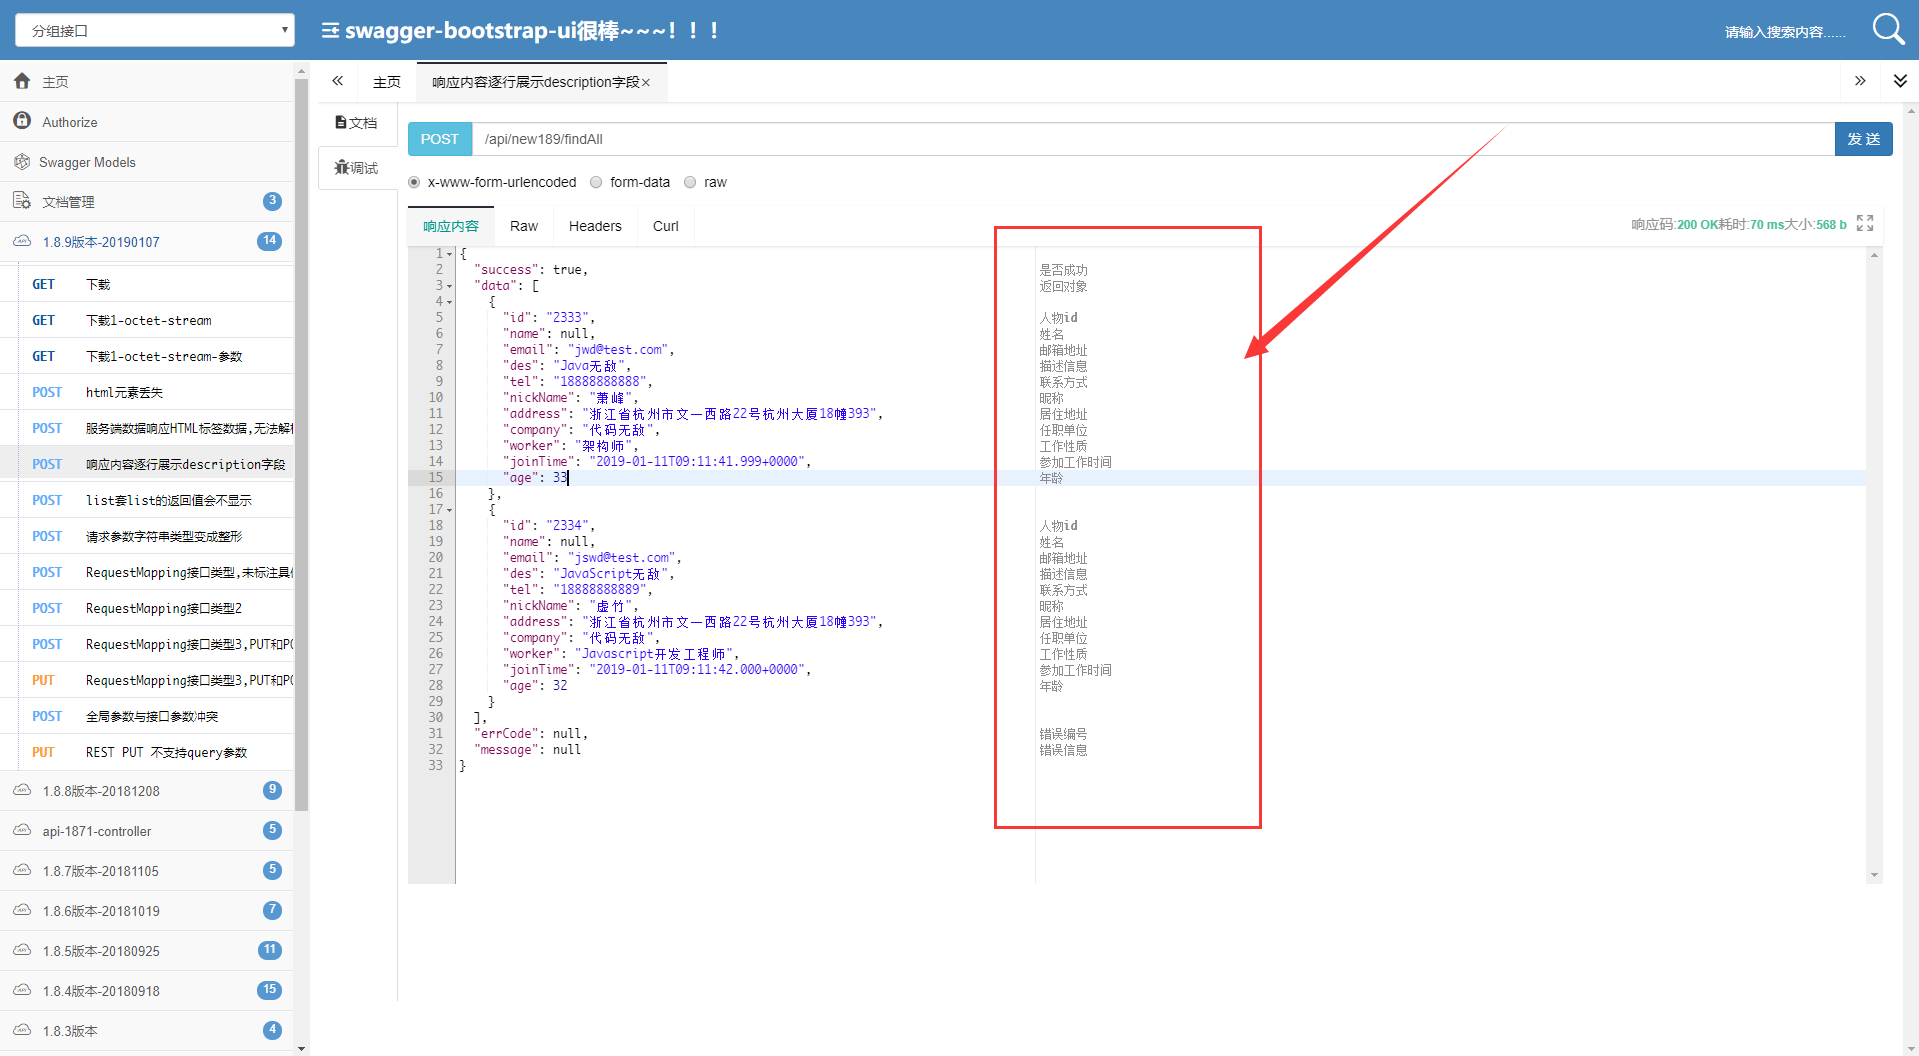 分组接口
swagger-bootstrap-ui很棒~~~！！！
请输入搜索内容......
主页
Authorize
Swagger Models
文档管理 3
1.8.9版本-20190107 14
GET 下载
GET 下载1-octet-stream
GET 下载1-octet-stream-参数
POST html元素丢失
POST 服务端数据响应HTML标签数据,无法解
POST 响应内容逐行展示description字段
POST list套list的返回值会不显示
POST 请求参数字符串类型变成整形
POST RequestMapping接口类型,未标注具
POST RequestMapping接口类型2
POST RequestMapping接口类型3,PUT和PO
PUT RequestMapping接口类型3,PUT和PO
POST 全局参数与接口参数冲突
PUT REST PUT 不支持query参数
1.8.8版本-20181208 9
api-1871-controller 5
1.8.7版本-20181105 5
1.8.6版本-20181019 7
1.8.5版本-20180925 11
1.8.4版本-20180918 15
1.8.3版本 4
主页 响应内容逐行展示description字段×
文档
调试
POST /api/new189/findAll 发 送
x-www-form-urlencoded form-data raw
响应内容 Raw Headers Curl
响应码:200 OK耗时:70 ms大小:568 b
1 {
2 "success": true, 是否成功
3 "data": [ 返回对象
4 {
5 "id": "2333", 人物id
6 "name": null, 姓名
7 "email": "jwd@test.com", 邮箱地址
8 "des": "Java无敌", 描述信息
9 "tel": "18888888888", 联系方式
10 "nickName": "萧峰", 昵称
11 "address": "浙江省杭州市文一西路22号杭州大厦18幢393", 居住地址
12 "company": "代码无敌", 任职单位
13 "worker": "架构师", 工作性质
14 "joinTime": "2019-01-11T09:11:41.999+0000", 参加工作时间
15 "age": 33 年龄
16 },
17 {
18 "id": "2334", 人物id
19 "name": null, 姓名
20 "email": "jswd@test.com", 邮箱地址
21 "des": "JavaScript无敌", 描述信息
22 "tel": "18888888889", 联系方式
23 "nickName": "虚竹", 昵称
24 "address": "浙江省杭州市文一西路22号杭州大厦18幢393", 居住地址
25 "company": "代码无敌", 任职单位
26 "worker": "Javascript开发工程师", 工作性质
27 "joinTime": "2019-01-11T09:11:42.000+0000", 参加工作时间
28 "age": 32 年龄
29 }
30 ],
31 "errCode": null, 错误编号
32 "message": null 错误信息
33 }